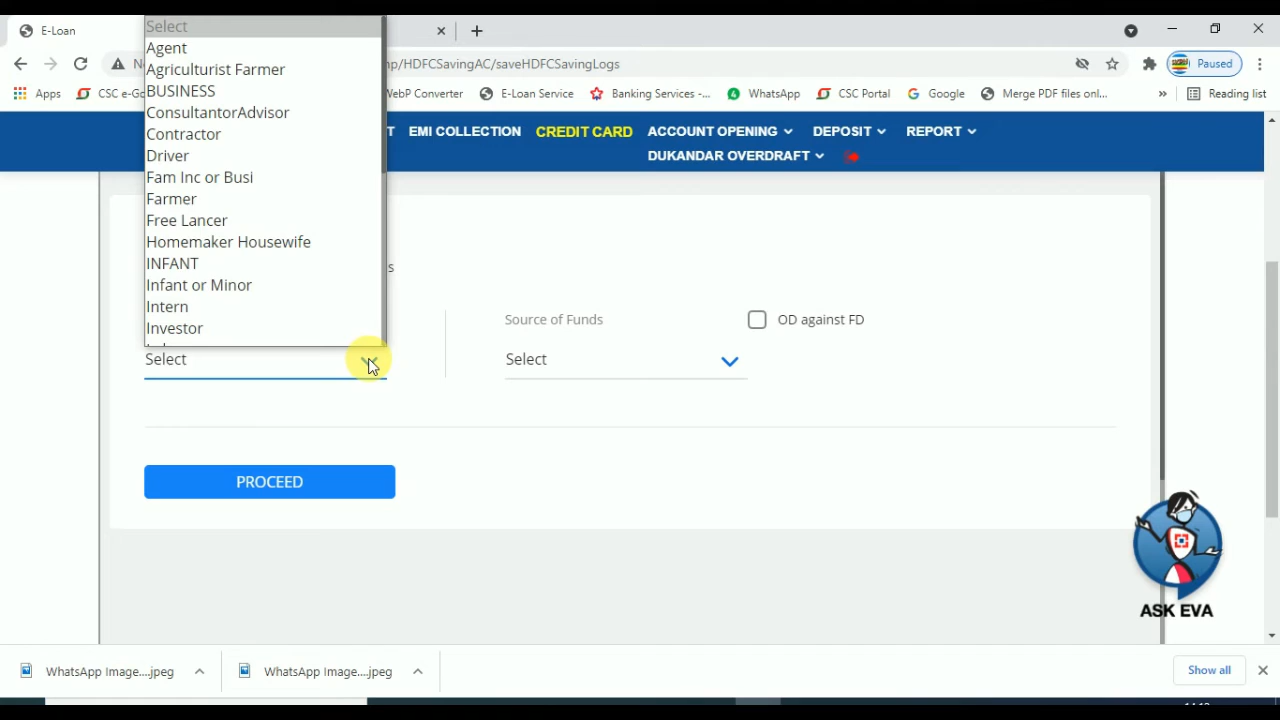 E-Loan
mp/HDFCSavingAC/saveHDFCSavingLogs
Paused
Apps
CSC e-Go
WebP Converter
E-Loan Service
Banking Services -...
WhatsApp
CSC Portal
Google
Merge PDF files onl...
»
Reading list
T EMI COLLECTION CREDIT CARD ACCOUNT OPENING DEPOSIT REPORT
DUKANDAR OVERDRAFT
Select
Agent
Agriculturist Farmer
BUSINESS
ConsultantorAdvisor
Contractor
Driver
Fam Inc or Busi
Farmer
Free Lancer
Homemaker Housewife
INFANT
Infant or Minor
Intern
Investor
s
Source of Funds
OD against FD
Select
Select
PROCEED
ASK EVA
WhatsApp Image....jpeg
WhatsApp Image....jpeg
Show all